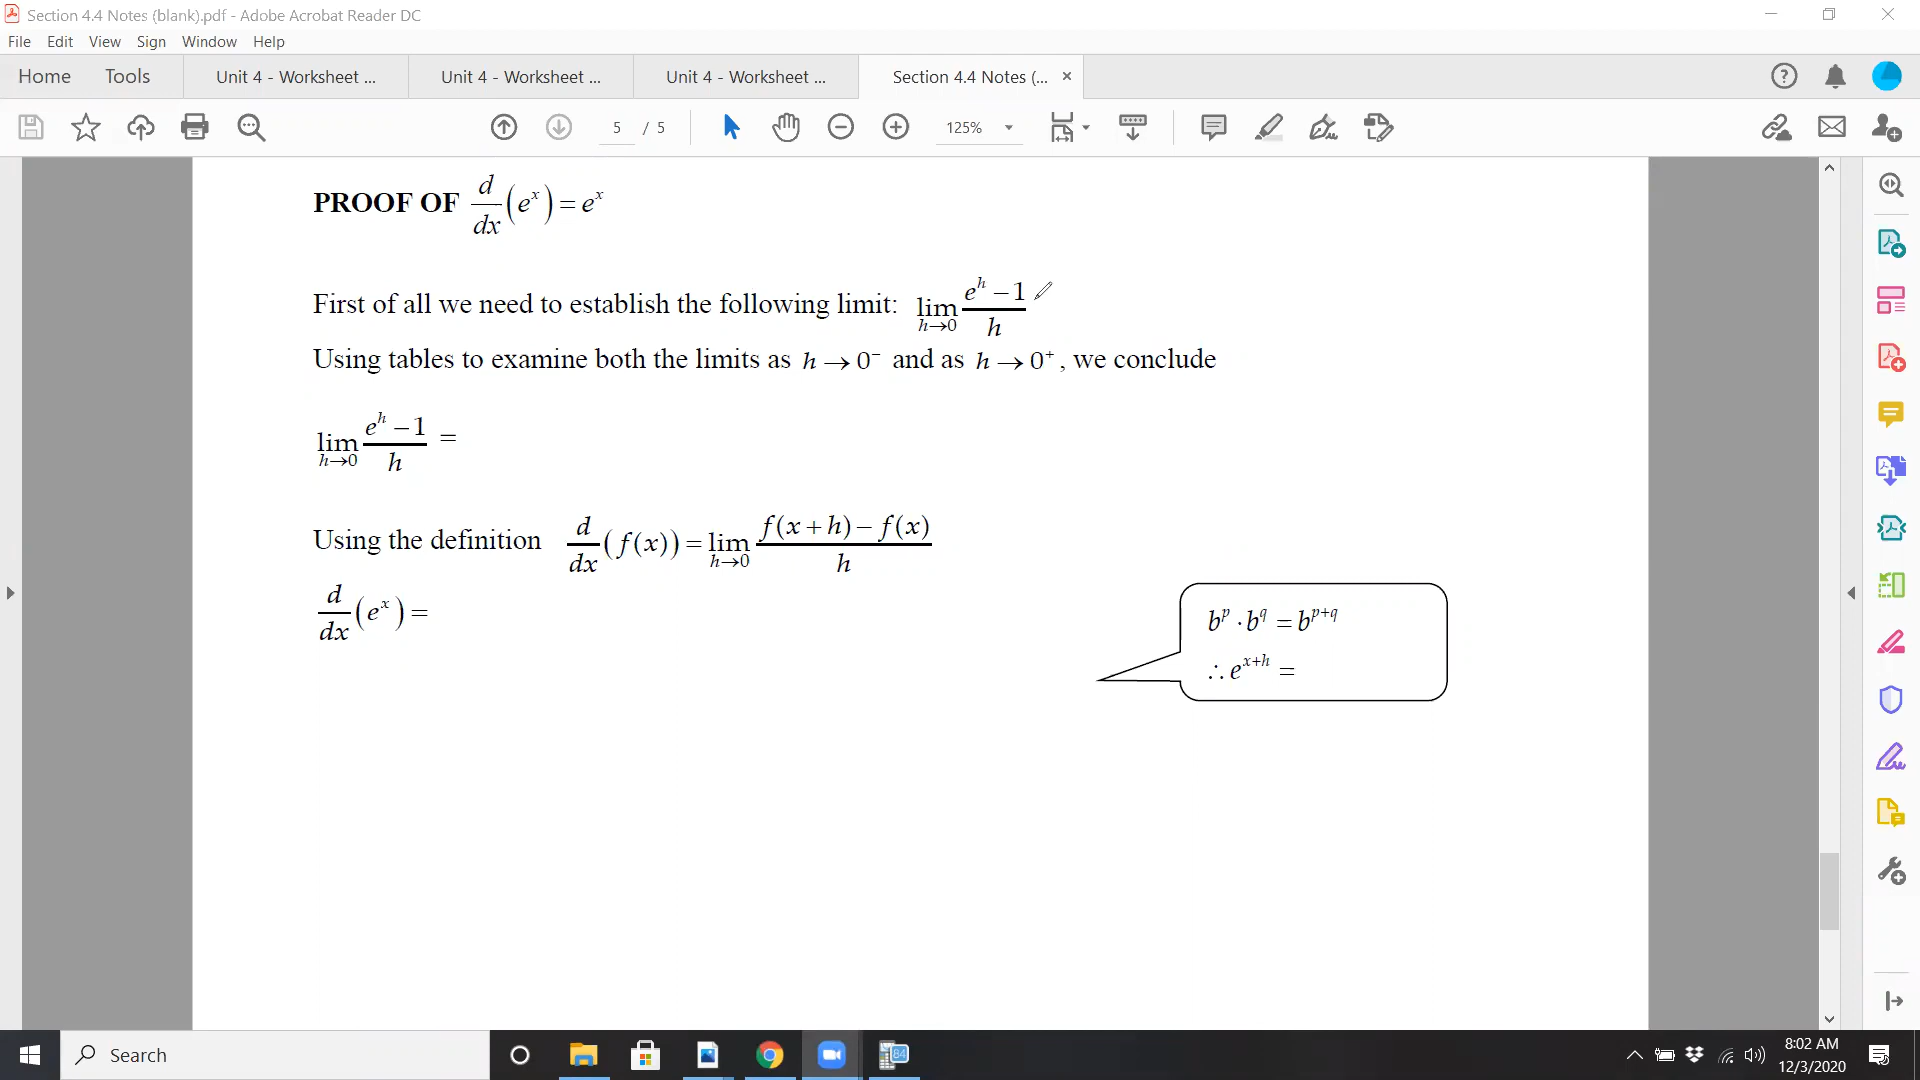 Section 4.4 Notes (blank).pdf - Adobe Acrobat Reader DC
File Edit View Sign Window Help
Home Tools Unit 4 - Worksheet ... Unit 4 - Worksheet ... Unit 4 - Worksheet ... Section 4.4 Notes (... ×
5 / 5 125%
PROOF OF d/dx (e^x) = e^x
First of all we need to establish the following limit: lim h→0 (e^h − 1)/h
Using tables to examine both the limits as h → 0⁻ and as h → 0⁺, we conclude
lim h→0 (e^h − 1)/h =
Using the definition d/dx (f(x)) = lim h→0 (f(x + h) − f(x))/h
d/dx (e^x) =
b^p · b^q = b^(p+q)
∴ e^(x+h) =
Search
84
8:02 AM
12/3/2020